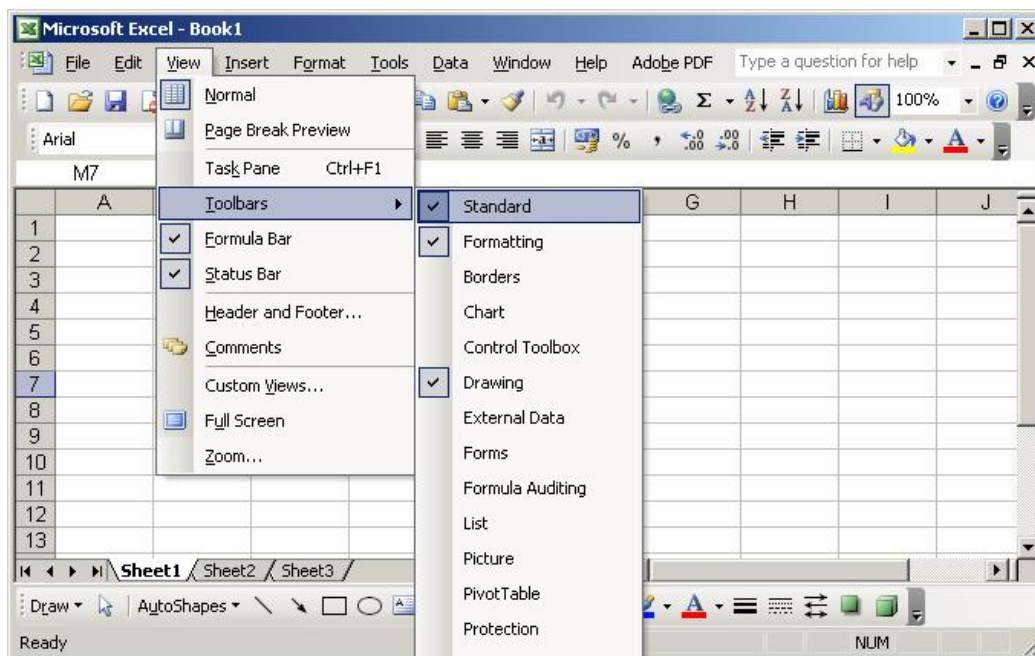 Microsoft Excel - Book1
File Edit View Insert Format Tools Data Window Help Adobe PDF Type a question for help
Normal
Σ 100%
Arial
Page Break Preview
% ,
M7
Task Pane Ctrl+F1
A G H I J
Toolbars
Standard
1
Formula Bar
Formatting
2
Status Bar
Borders
3
Header and Footer...
Chart
4
5
Comments
Control Toolbox
6
Custom Views...
Drawing
7
8
Full Screen
External Data
9
Zoom...
Forms
10
11
Formula Auditing
12
List
13
Picture
Sheet1 Sheet2 Sheet3
PivotTable
Draw AutoShapes
Protection
Ready NUM